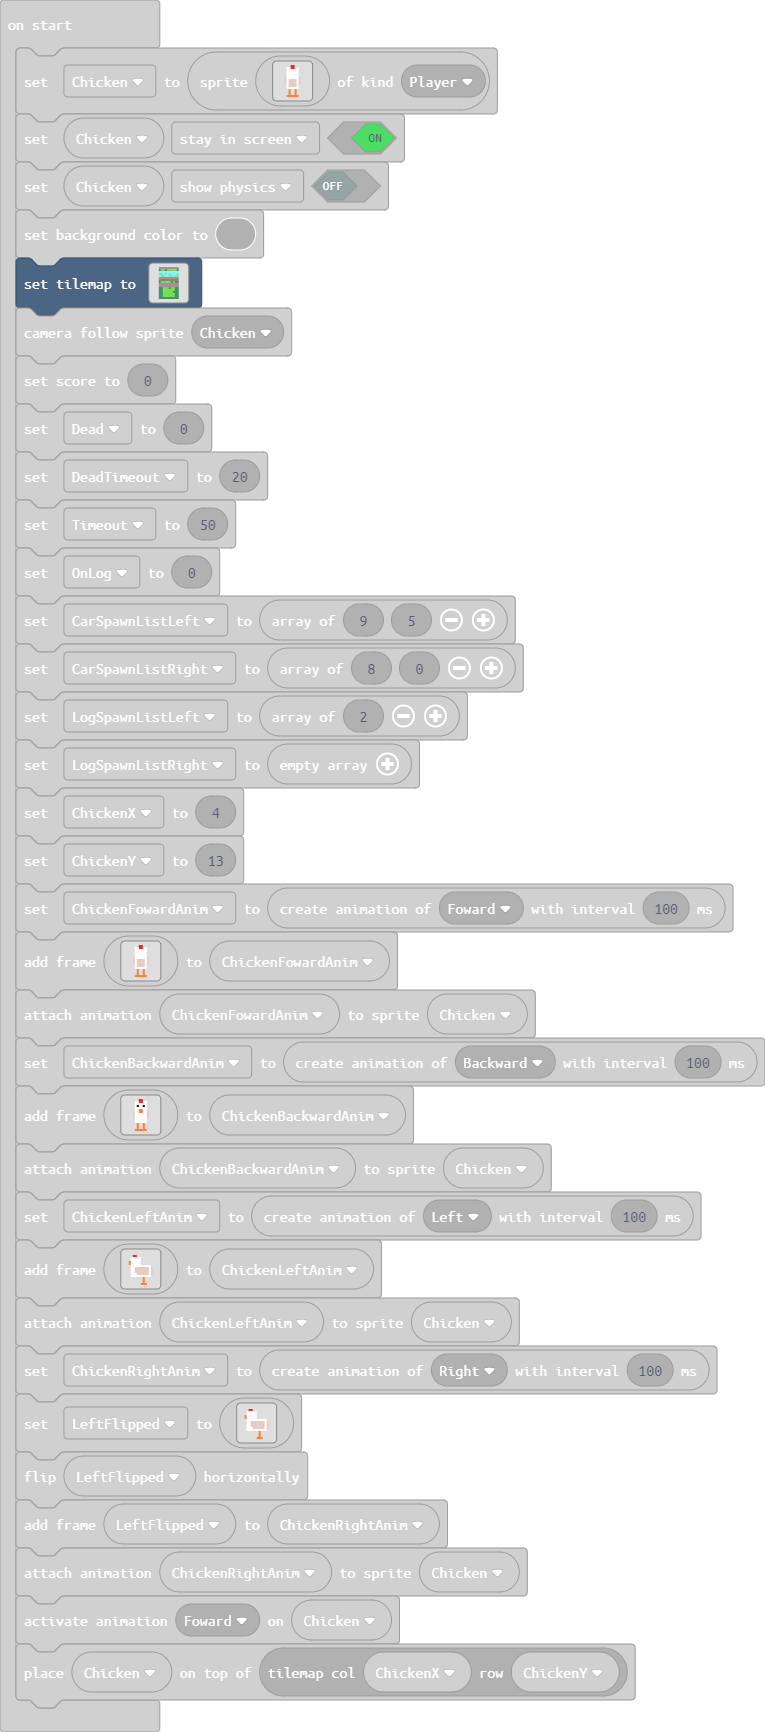 on start
set Chicken to sprite of kind Player
set Chicken stay in screen ON
set Chicken show physics OFF
set background color to
set tilemap to
camera follow sprite Chicken
set score to 0
set Dead to 0
set DeadTimeout to 20
set Timeout to 50
set OnLog to 0
set CarSpawnListLeft to array of 9 5
set CarSpawnListRight to array of 8 0
set LogSpawnListLeft to array of 2
set LogSpawnListRight to empty array
set ChickenX to 4
set ChickenY to 13
set ChickenFowardAnim to create animation of Foward with interval 100 ms
add frame to ChickenFowardAnim
attach animation ChickenFowardAnim to sprite Chicken
set ChickenBackwardAnim to create animation of Backward with interval 100 ms
add frame to ChickenBackwardAnim
attach animation ChickenBackwardAnim to sprite Chicken
set ChickenLeftAnim to create animation of Left with interval 100 ms
add frame to ChickenLeftAnim
attach animation ChickenLeftAnim to sprite Chicken
set ChickenRightAnim to create animation of Right with interval 100 ms
set LeftFlipped to
flip LeftFlipped horizontally
add frame LeftFlipped to ChickenRightAnim
attach animation ChickenRightAnim to sprite Chicken
activate animation Foward on Chicken
place Chicken on top of tilemap col ChickenX row ChickenY